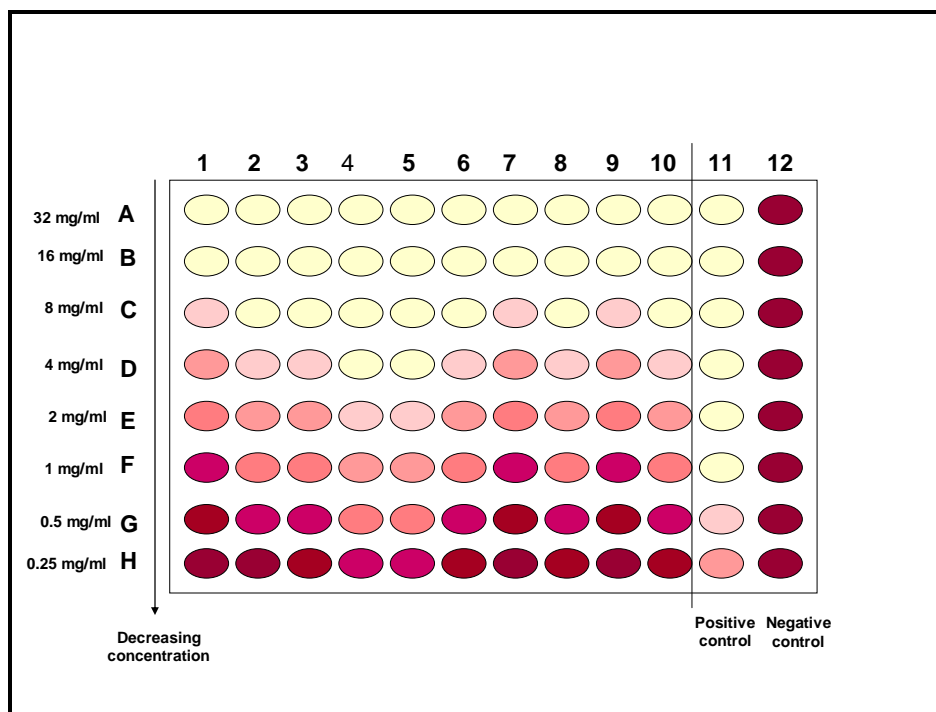 1 2 3 4 5 6 7 8 9 10 11 12
32 mg/ml A
16 mg/ml B
8 mg/ml C
4 mg/ml D
2 mg/ml E
1 mg/ml F
0.5 mg/ml G
0.25 mg/ml H
Decreasing
concentration
Positive
control
Negative
control